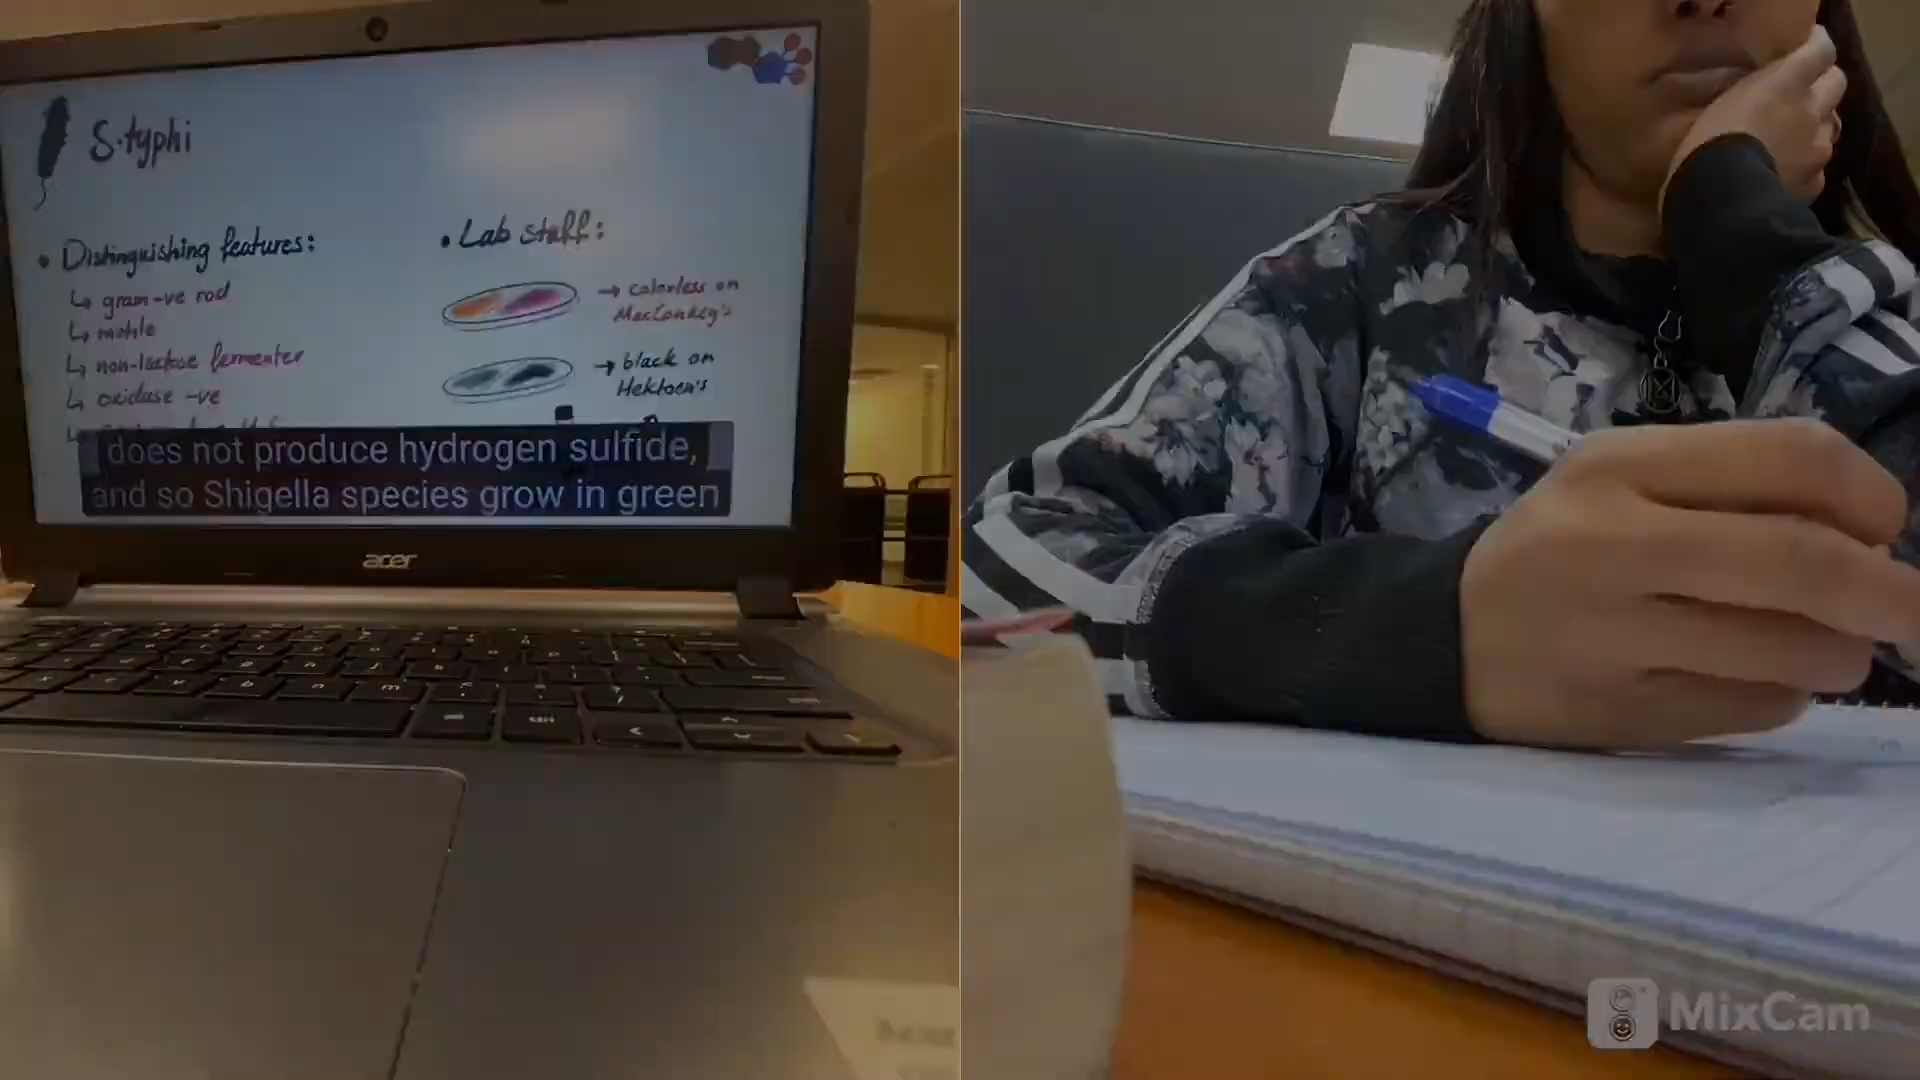 S.typhi
• Distinguishing features:
↳ gram-ve rod
↳ motile
↳ non-lactose fermenter
↳ oxidase -ve
• Lab stuff:
→ colorless on
MacConkey's
→ black on
Hektoen's
does not produce hydrogen sulfide,
and so Shigella species grow in green
acer
MixCam